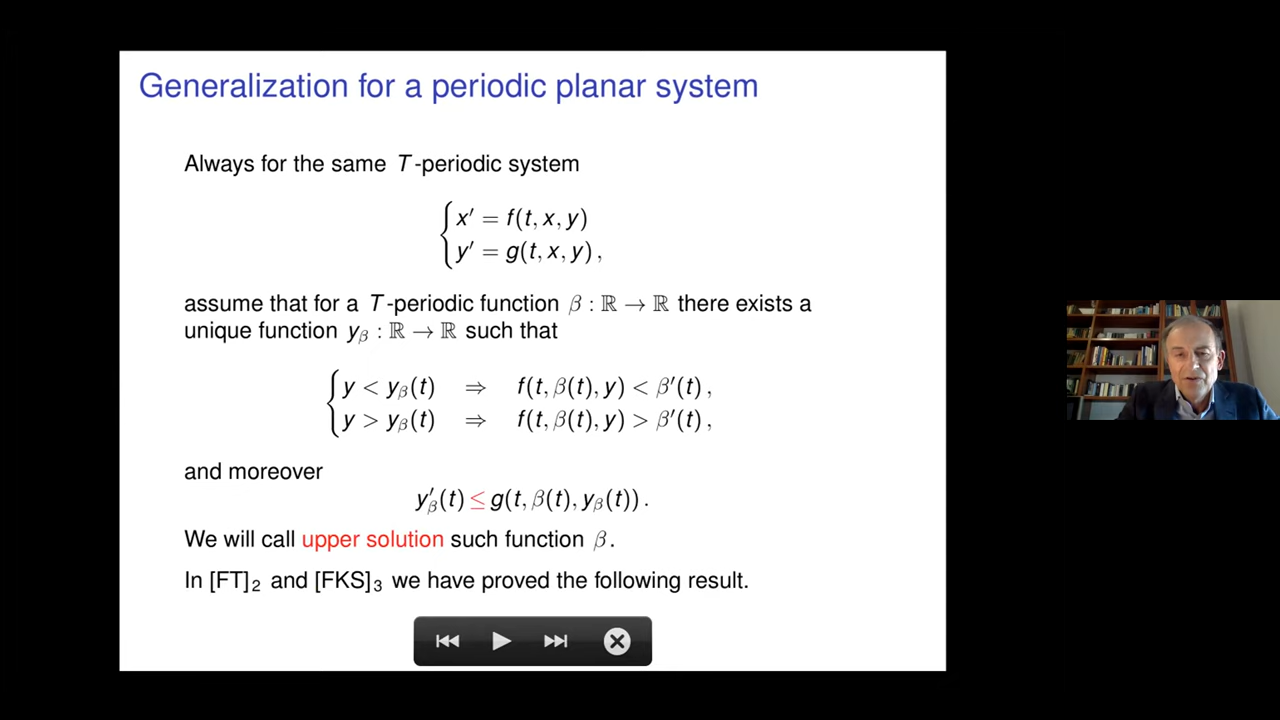 Generalization for a periodic planar system
Always for the same T-periodic system
x′ = f(t, x, y)
y′ = g(t, x, y) ,
assume that for a T-periodic function β : ℝ → ℝ there exists a
unique function y_β : ℝ → ℝ such that
y < y_β(t) ⇒ f(t, β(t), y) < β′(t) ,
y > y_β(t) ⇒ f(t, β(t), y) > β′(t) ,
and moreover
y′_β(t) ≤ g(t, β(t), y_β(t)) .
We will call upper solution such function β.
In [FT]₂ and [FKS]₃ we have proved the following result.